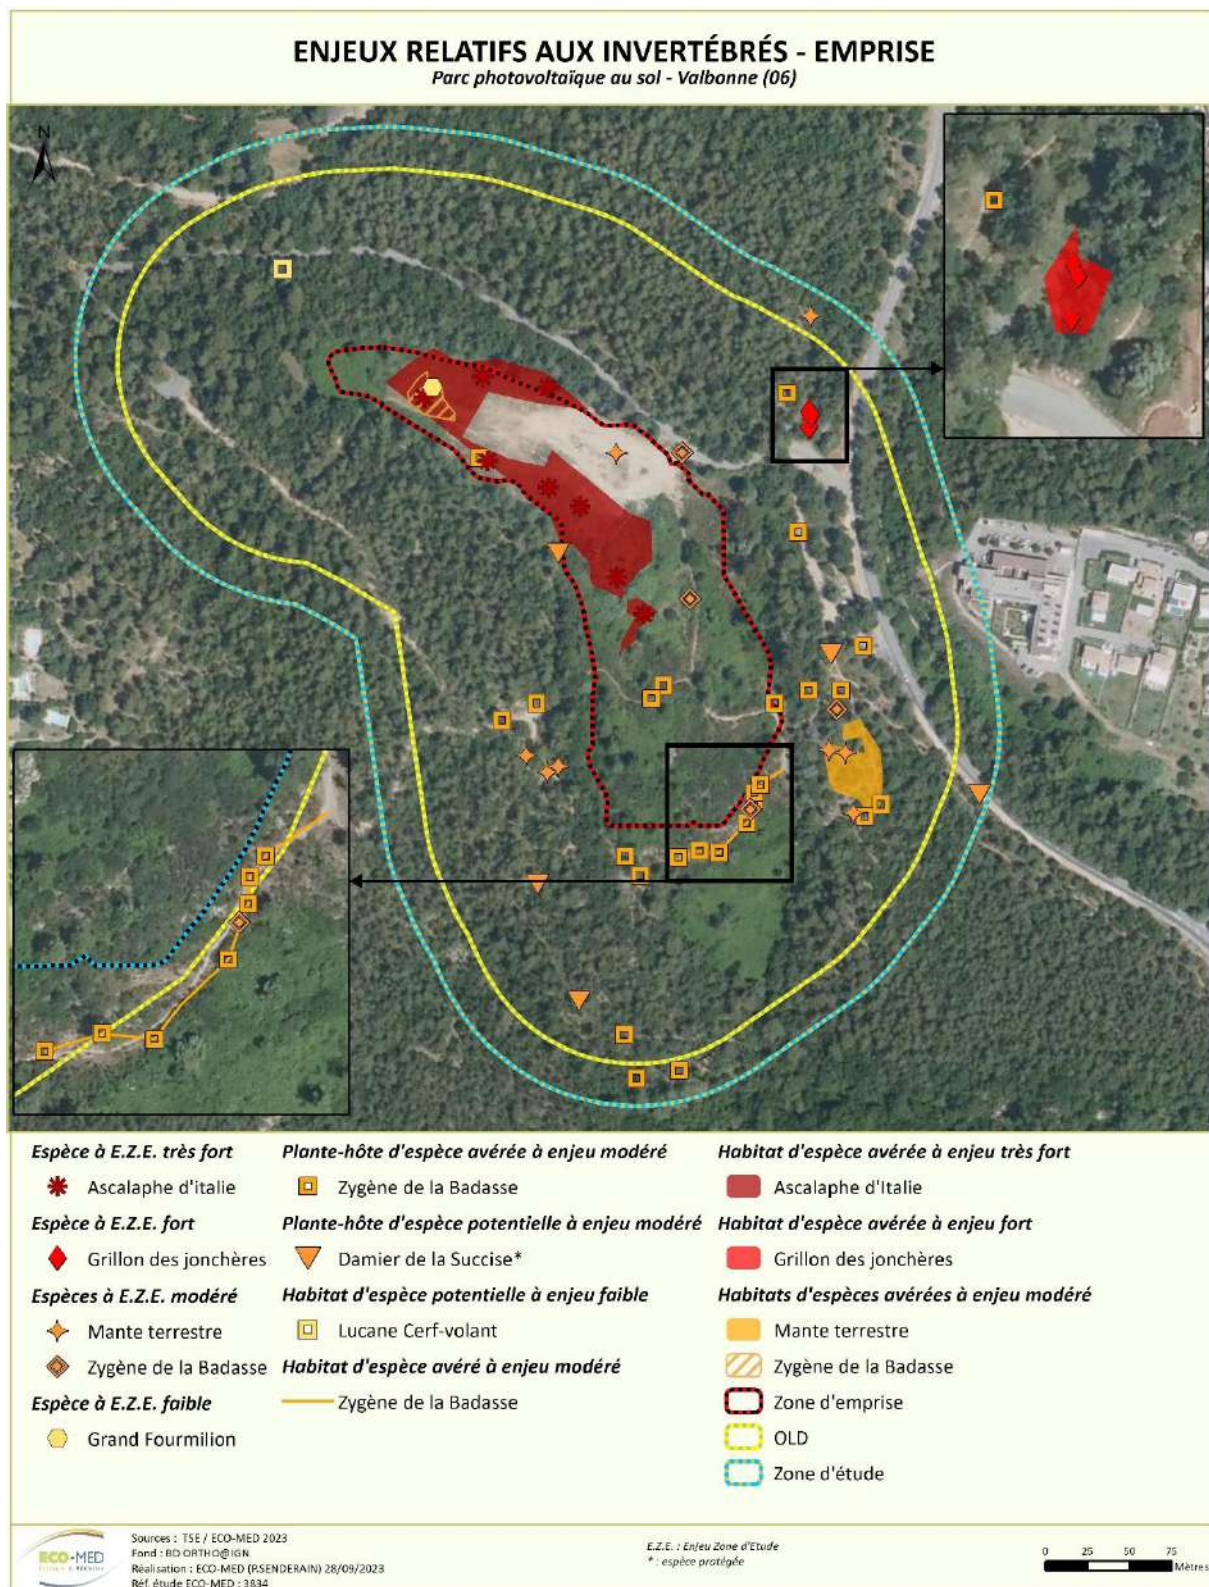 ENJEUX RELATIFS AUX INVERTÉBRÉS - EMPRISE
Parc photovoltaïque au sol - Valbonne (06)
N
Espèce à E.Z.E. très fort
Ascalaphe d'italie
Espèce à E.Z.E. fort
Grillon des jonchères
Espèces à E.Z.E. modéré
Mante terrestre
Zygène de la Badasse
Espèce à E.Z.E. faible
Grand Fourmilion
Plante-hôte d'espèce avérée à enjeu modéré
Zygène de la Badasse
Plante-hôte d'espèce potentielle à enjeu modéré
Damier de la Succise*
Habitat d'espèce potentielle à enjeu faible
Lucane Cerf-volant
Habitat d'espèce avéré à enjeu modéré
Zygène de la Badasse
Habitat d'espèce avérée à enjeu très fort
Ascalaphe d'Italie
Habitat d'espèce avérée à enjeu fort
Grillon des jonchères
Habitats d'espèces avérées à enjeu modéré
Mante terrestre
Zygène de la Badasse
Zone d'emprise
OLD
Zone d'étude
ECO-MED
Sources : TSE / ECO-MED 2023
Fond : BD ORTHO@IGN
Réalisation : ECO-MED (P.SENDERAIN) 28/09/2023
Réf. étude ECO-MED : 3834
E.Z.E. : Enjeu Zone d'Etude
* : espèce protégée
0 25 50 75
Mètres